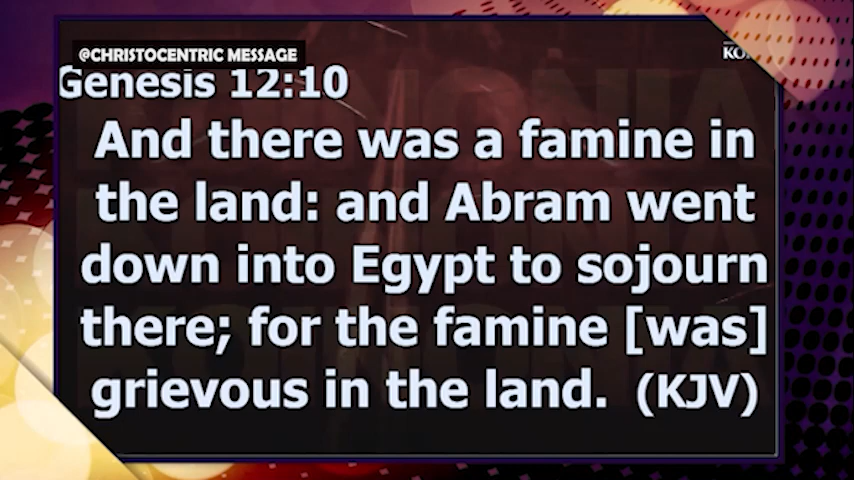 @CHRISTOCENTRIC MESSAGE
Genesis 12:10
And there was a famine in
the land: and Abram went
down into Egypt to sojourn
there; for the famine [was]
grievous in the land. (KJV)